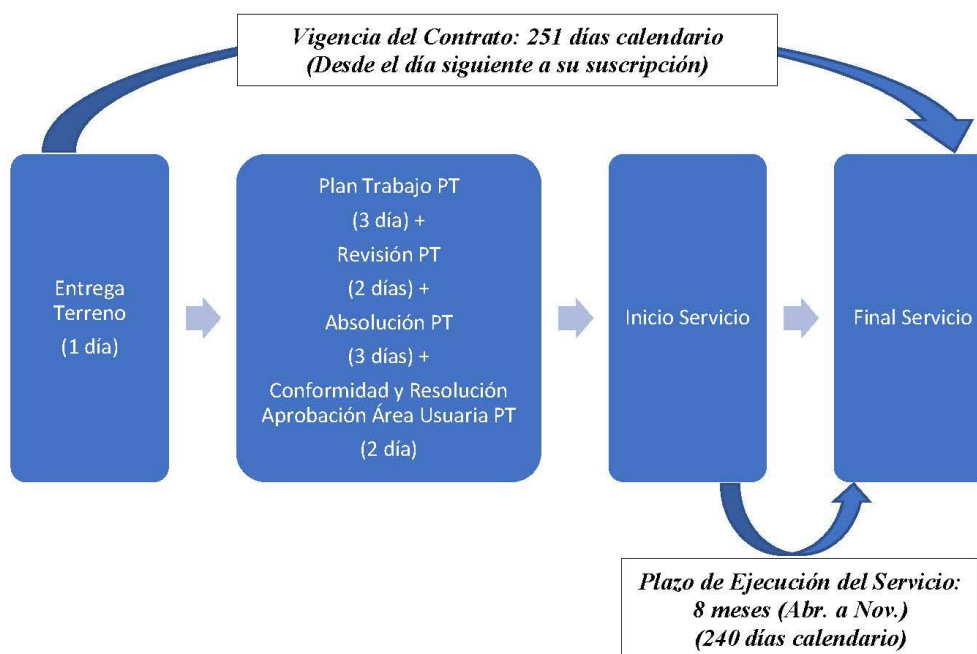 Vigencia del Contrato: 251 días calendario
(Desde el día siguiente a su suscripción)
Entrega
Terreno
(1 día)
Plan Trabajo PT
(3 día) +
Revisión PT
(2 días) +
Absolución PT
(3 días) +
Conformidad y Resolución
Aprobación Área Usuaria PT
(2 día)
Inicio Servicio
Final Servicio
Plazo de Ejecución del Servicio:
8 meses (Abr. a Nov.)
(240 días calendario)